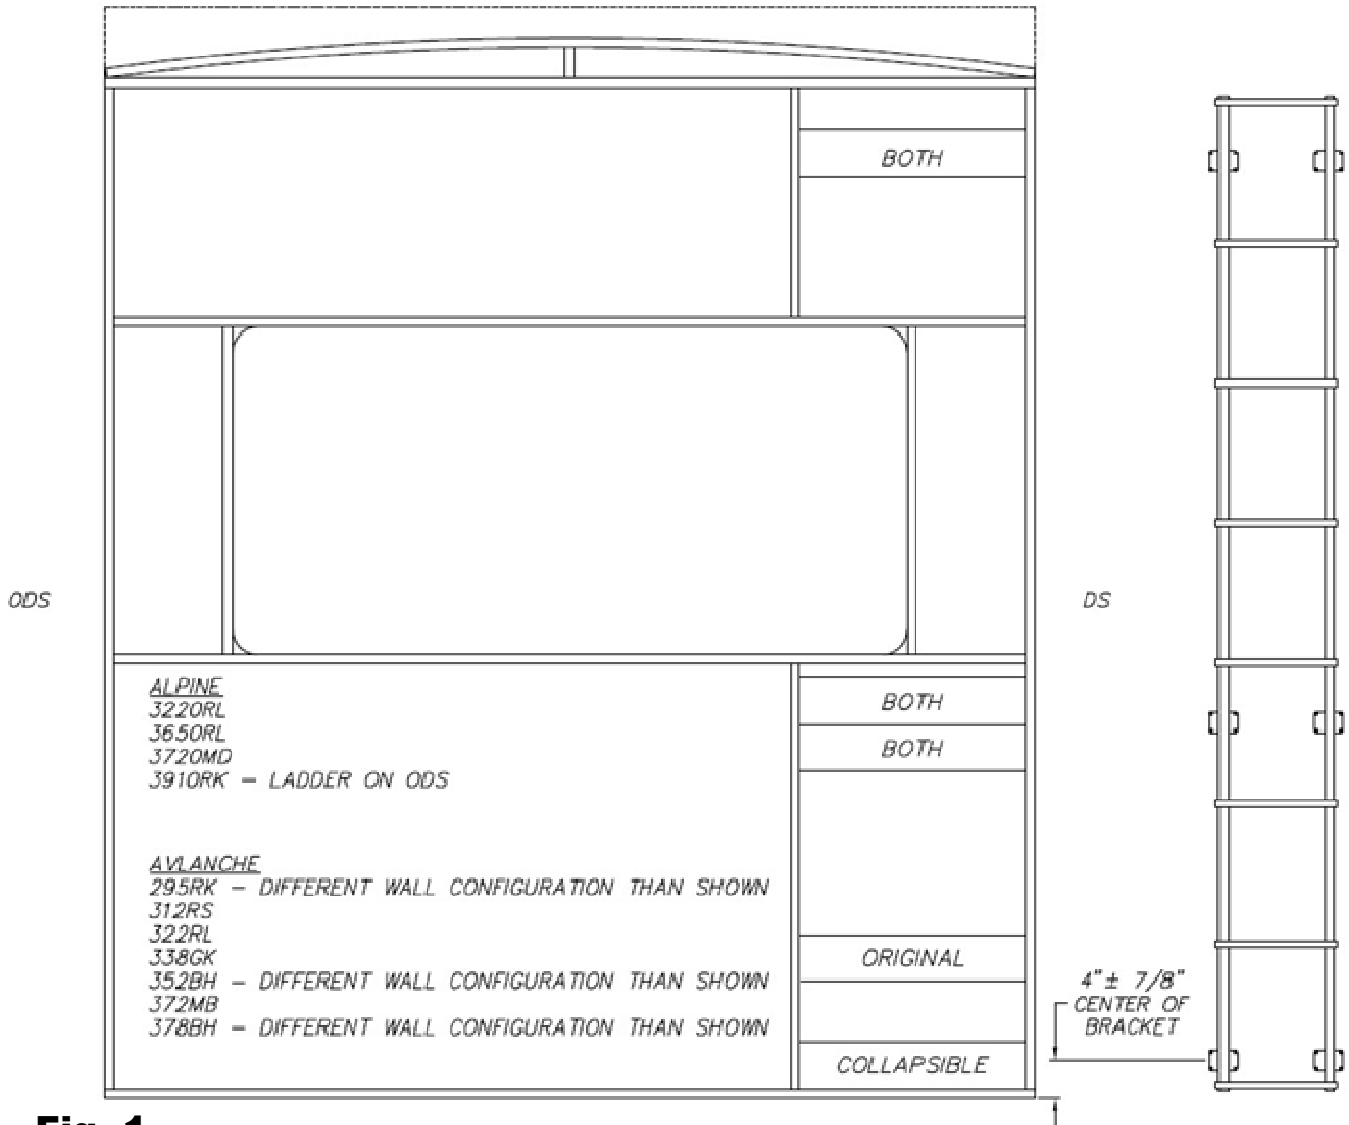 BOTH
ODS
DS
ALPINE
3220RL
3650RL
3720MD
3910RK - LADDER ON ODS
BOTH
BOTH
AVLANCHE
295RK - DIFFERENT WALL CONFIGURATION THAN SHOWN
312RS
322RL
338GK
352BH - DIFFERENT WALL CONFIGURATION THAN SHOWN
372MB
378BH - DIFFERENT WALL CONFIGURATION THAN SHOWN
ORIGINAL
COLLAPSIBLE
4"± 7/8"
CENTER OF
BRACKET
Fig. 1